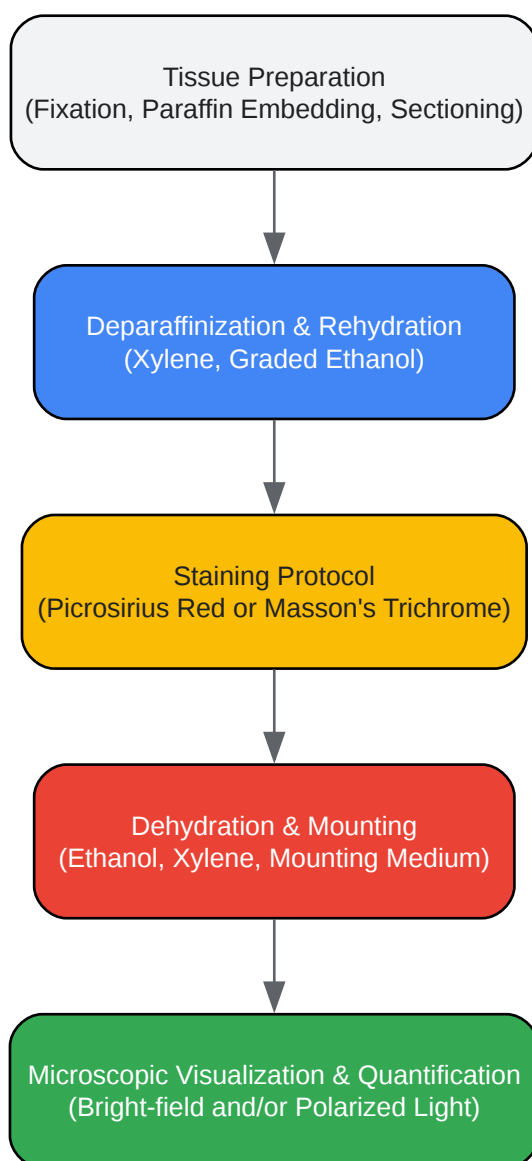 Tissue Preparation
(Fixation, Paraffin Embedding, Sectioning)
Deparaffinization & Rehydration
(Xylene, Graded Ethanol)
Staining Protocol
(Picrosirius Red or Masson's Trichrome)
Dehydration & Mounting
(Ethanol, Xylene, Mounting Medium)
Microscopic Visualization & Quantification
(Bright-field and/or Polarized Light)